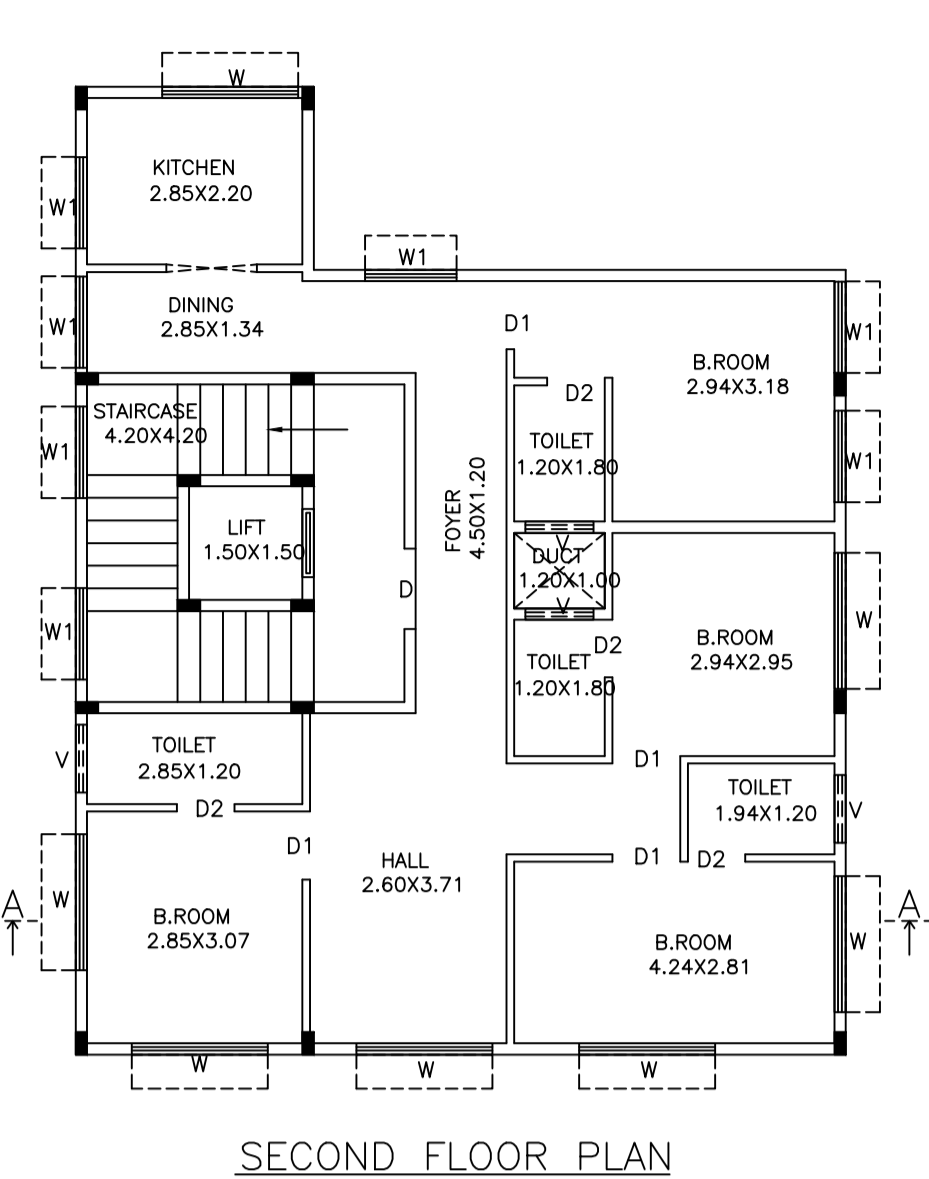 W
KITCHEN
2.85X2.20
W1
W1
DINING
2.85X1.34
W1
D1
W1
B.ROOM
2.94X3.18
D2
STAIRCASE
4.20X4.20
W1
TOILET
1.20X1.80
W1
FOYER
4.50X1.20
LIFT
1.50X1.50
V
DUCT
1.20X1.00
V
D
W1
W
B.ROOM
2.94X2.95
D2
TOILET
1.20X1.80
TOILET
2.85X1.20
V
D1
TOILET
1.94X1.20
V
D2
D1
HALL
2.60X3.71
D1
D2
W
B.ROOM
2.85X3.07
A
A
W
B.ROOM
4.24X2.81
W
W
W
SECOND FLOOR PLAN